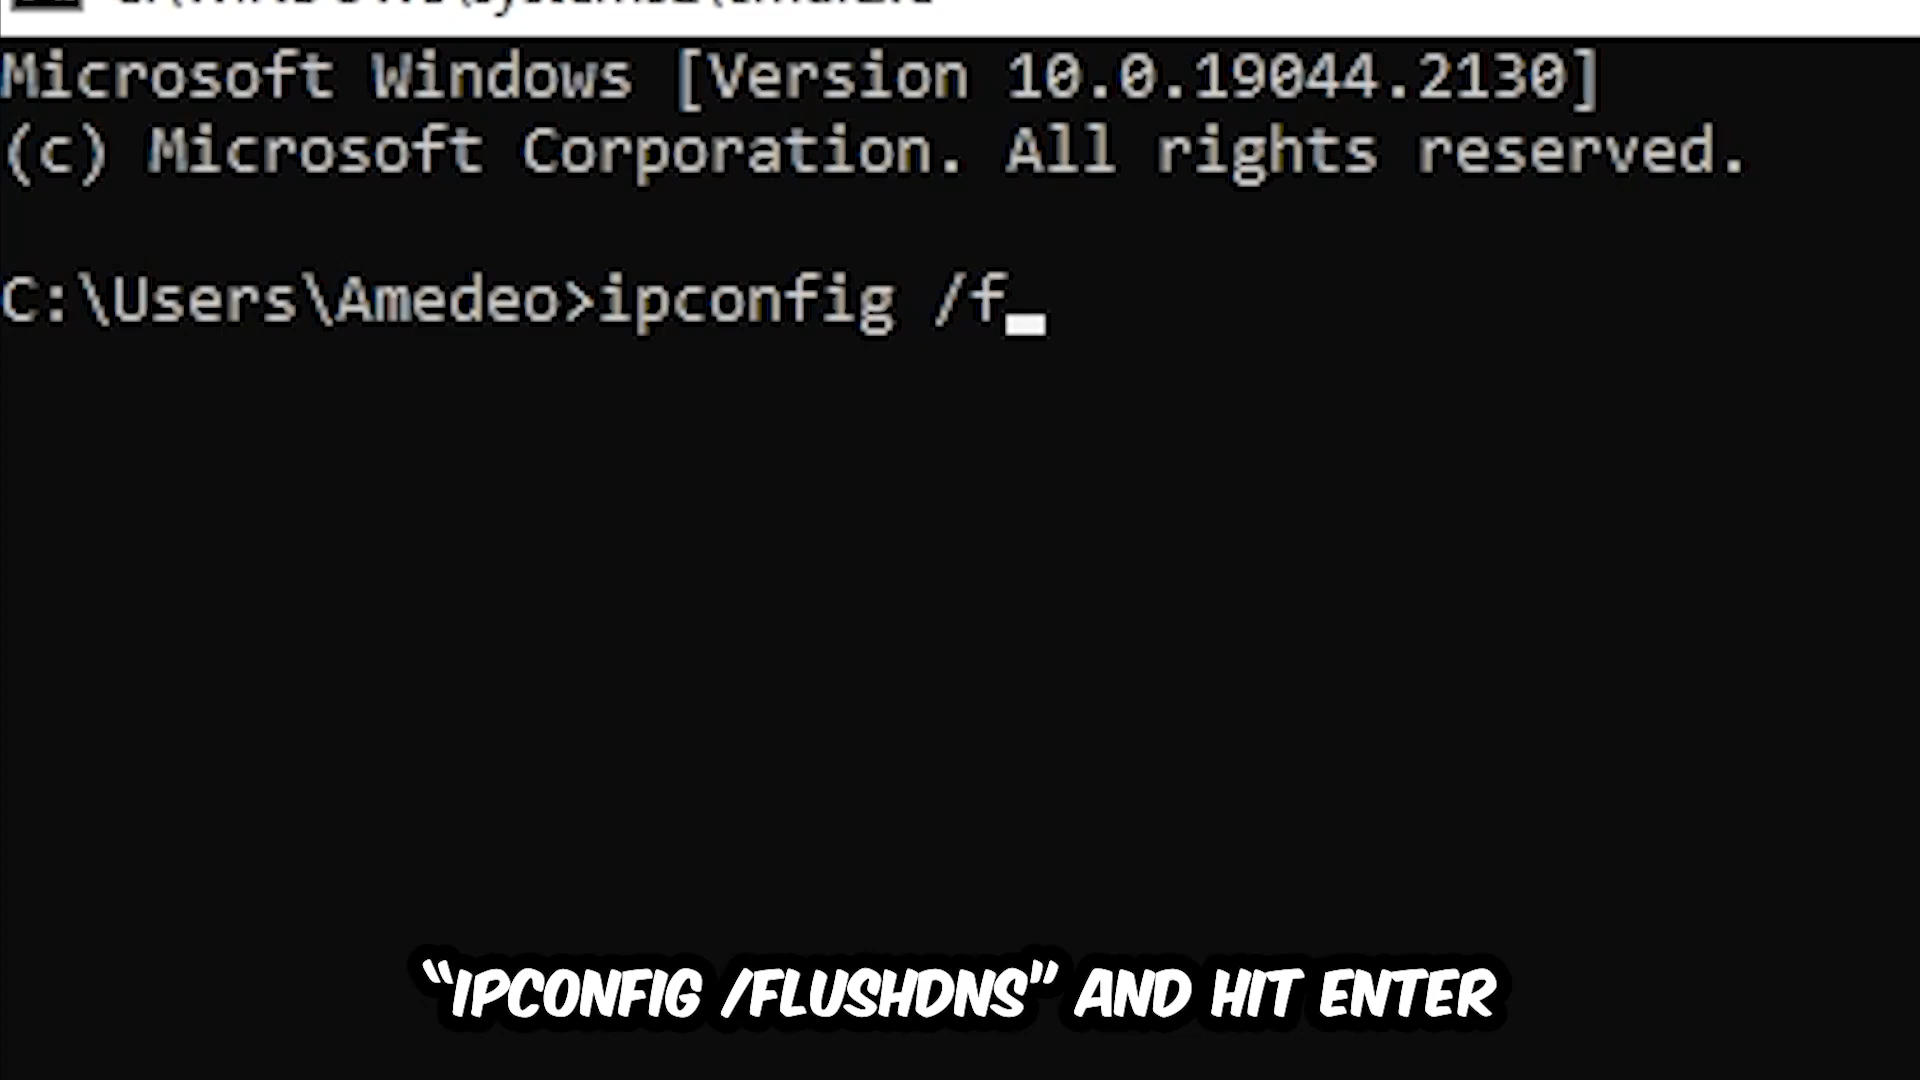 Microsoft Windows [Version 10.0.19044.2130]
(c) Microsoft Corporation. All rights reserved.
C:\Users\Amedeo>ipconfig /f
“IPCONFIG /FLUSHDNS” AND HIT ENTER